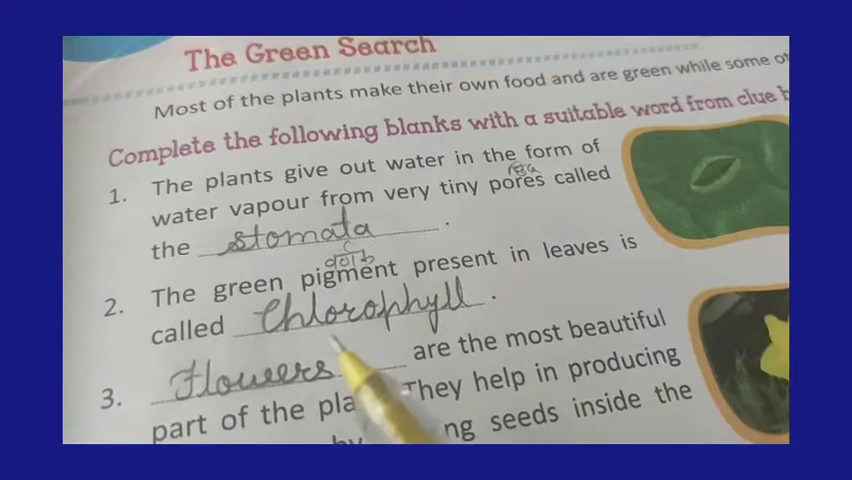 The Green Search
Most of the plants make their own food and are green while some
Complete the following blanks with a suitable word from clue
1. The plants give out water in the form of
water vapour from very tiny pores called
the stomata.
2. The green pigment present in leaves is
called Chlorophyll.
3. Flowers are the most beautiful
part of the They help in producing
seeds inside the